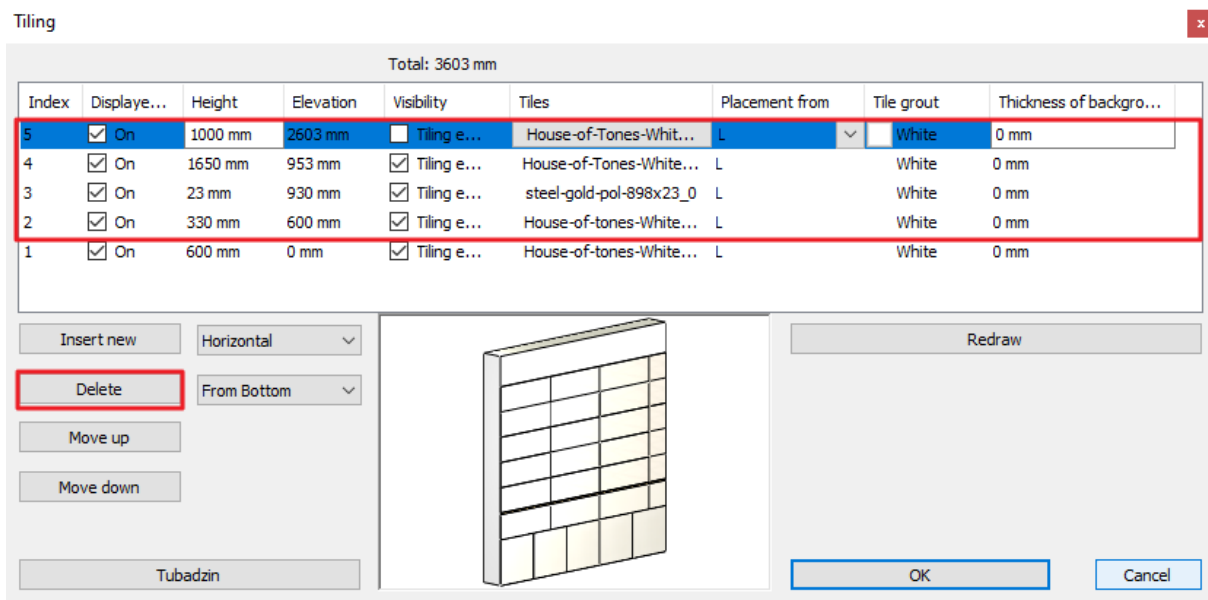 Tiling
x
Total: 3603 mm
Index Displaye... Height Elevation Visibility Tiles Placement from Tile grout Thickness of backgro...
5 On 1000 mm 2603 mm Tiling e... House-of-Tones-Whit... L White 0 mm
4 On 1650 mm 953 mm Tiling e... House-of-Tones-White... L White 0 mm
3 On 23 mm 930 mm Tiling e... steel-gold-pol-898x23_0 L White 0 mm
2 On 330 mm 600 mm Tiling e... House-of-tones-White... L White 0 mm
1 On 600 mm 0 mm Tiling e... House-of-tones-White... L White 0 mm
Insert new Horizontal Redraw
Delete From Bottom
Move up
Move down
Tubadzin OK Cancel